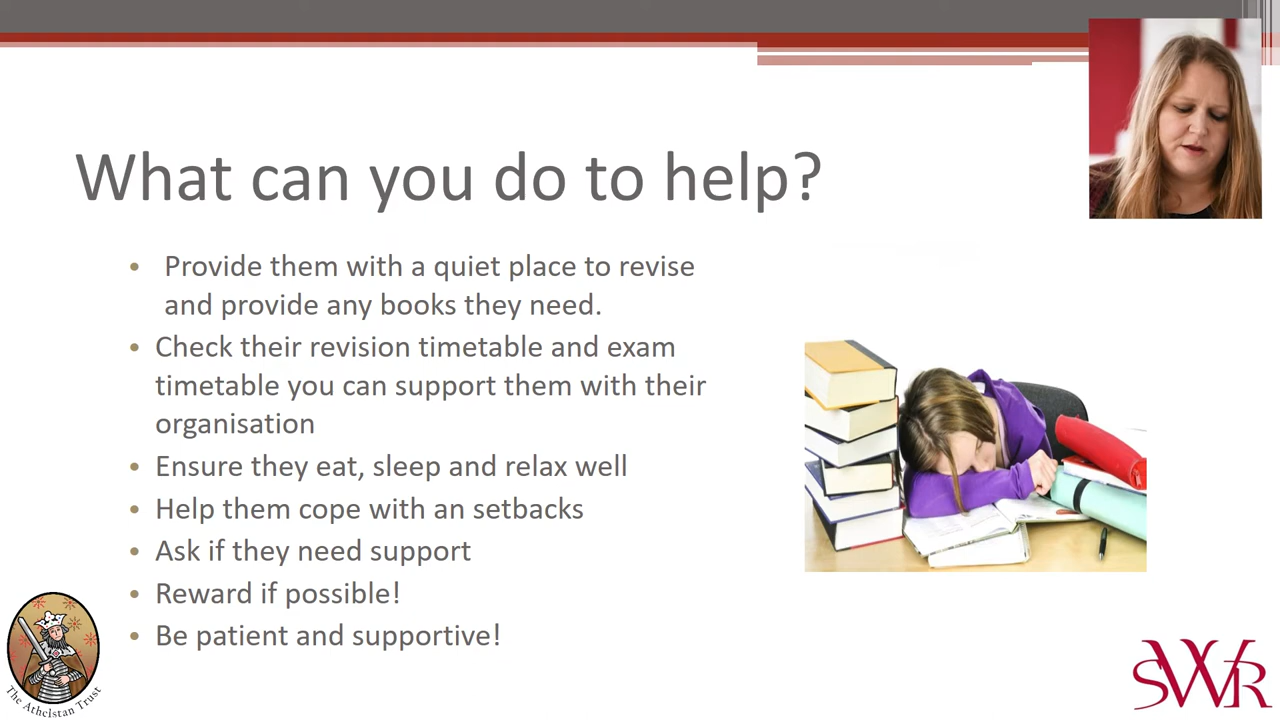 What can you do to help?
Provide them with a quiet place to revise
and provide any books they need.
Check their revision timetable and exam
timetable you can support them with their
organisation
Ensure they eat, sleep and relax well
Help them cope with an setbacks
Ask if they need support
Reward if possible!
Be patient and supportive!
The Athelstan Trust
SWR